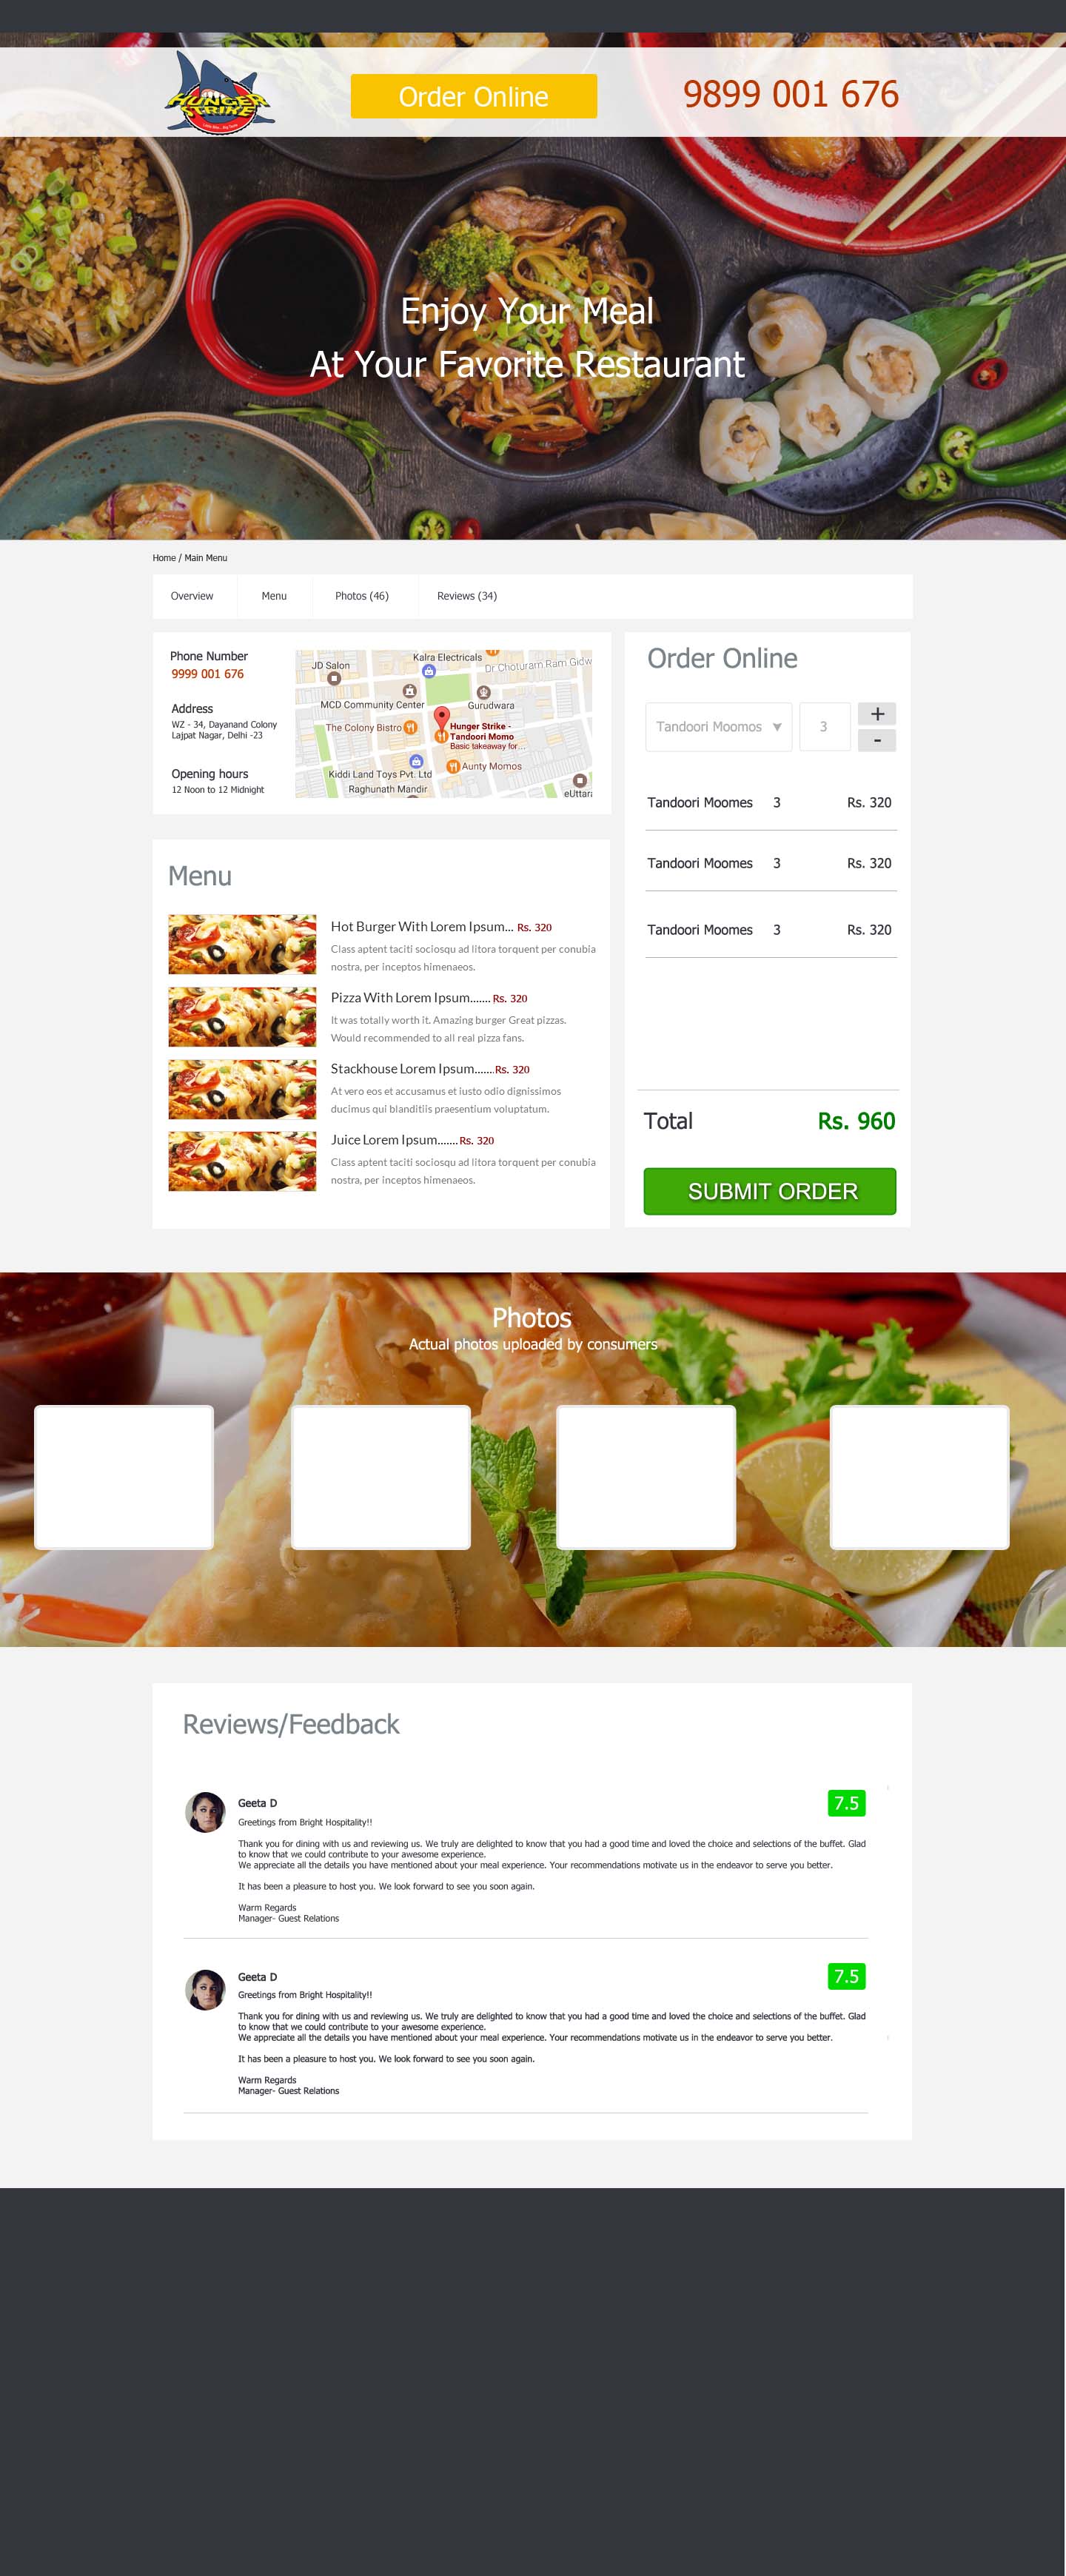 HUNGER
STRIKE
Order Online
9899 001 676
Enjoy Your Meal
At Your Favorite Restaurant
Home / Main Menu
Overview
Menu
Photos (46)
Reviews (34)
Phone Number
9999 001 676
Address
WZ - 34, Dayanand Colony
Lajpat Nagar, Delhi -23
Opening hours
12 Noon to 12 Midnight
JD Salon
Kalra Electricals
Dr Choturam Ram Gidw
MCD Community Center
Gurudwara
The Colony Bistro
Hunger Strike -
Tandoori Momo
Basic takeaway for...
Aunty Momos
Kiddi Land Toys Pvt. Ltd
Raghunath Mandir
eUttara
Menu
Hot Burger With Lorem Ipsum... Rs. 320
Class aptent taciti sociosqu ad litora torquent per conubia
nostra, per inceptos himenaeos.
Pizza With Lorem Ipsum....... Rs. 320
It was totally worth it. Amazing burger Great pizzas.
Would recommended to all real pizza fans.
Stackhouse Lorem Ipsum.......Rs. 320
At vero eos et accusamus et iusto odio dignissimos
ducimus qui blanditiis praesentium voluptatum.
Juice Lorem Ipsum.......Rs. 320
Class aptent taciti sociosqu ad litora torquent per conubia
nostra, per inceptos himenaeos.
Order Online
Tandoori Moomos
3
+
-
Tandoori Moomes 3 Rs. 320
Tandoori Moomes 3 Rs. 320
Tandoori Moomes 3 Rs. 320
Total Rs. 960
SUBMIT ORDER
Photos
Actual photos uploaded by consumers
Reviews/Feedback
Geeta D
7.5
Greetings from Bright Hospitality!!
Thank you for dining with us and reviewing us. We truly are delighted to know that you had a good time and loved the choice and selections of the buffet. Glad
to know that we could contribute to your awesome experience.
We appreciate all the details you have mentioned about your meal experience. Your recommendations motivate us in the endeavor to serve you better.
It has been a pleasure to host you. We look forward to see you soon again.
Warm Regards
Manager- Guest Relations
Geeta D
7.5
Greetings from Bright Hospitality!!
Thank you for dining with us and reviewing us. We truly are delighted to know that you had a good time and loved the choice and selections of the buffet. Glad
to know that we could contribute to your awesome experience.
We appreciate all the details you have mentioned about your meal experience. Your recommendations motivate us in the endeavor to serve you better.
It has been a pleasure to host you. We look forward to see you soon again.
Warm Regards
Manager- Guest Relations